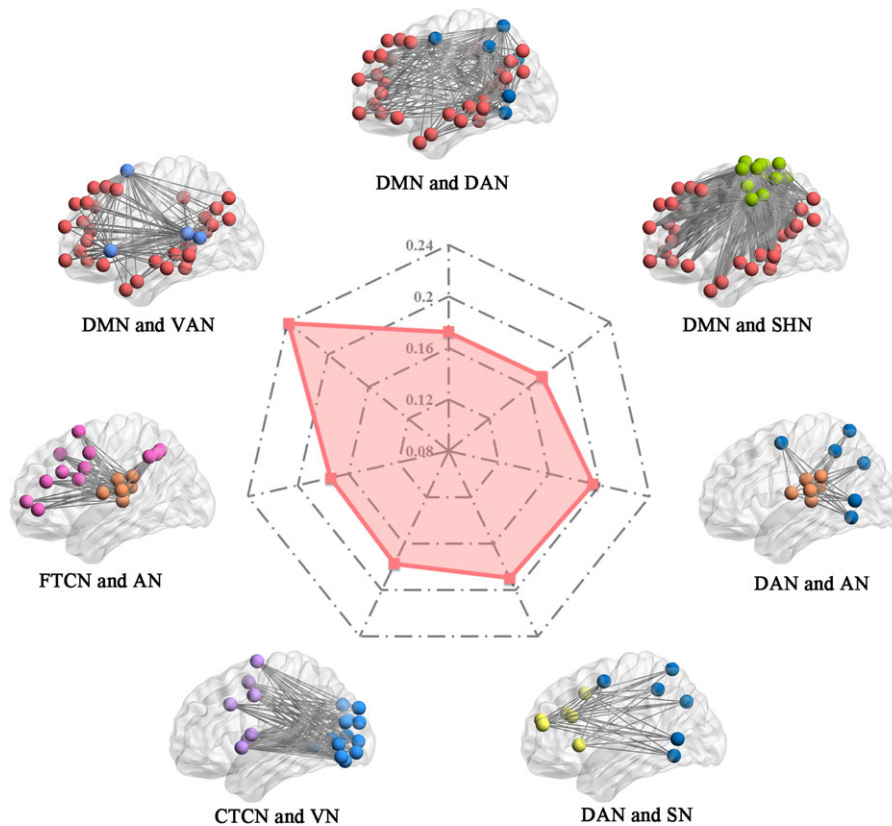 DMN and DAN
DMN and VAN
DMN and SHN
0.24
0.2
0.16
0.12
0.08
FTCN and AN
DAN and AN
CTCN and VN
DAN and SN